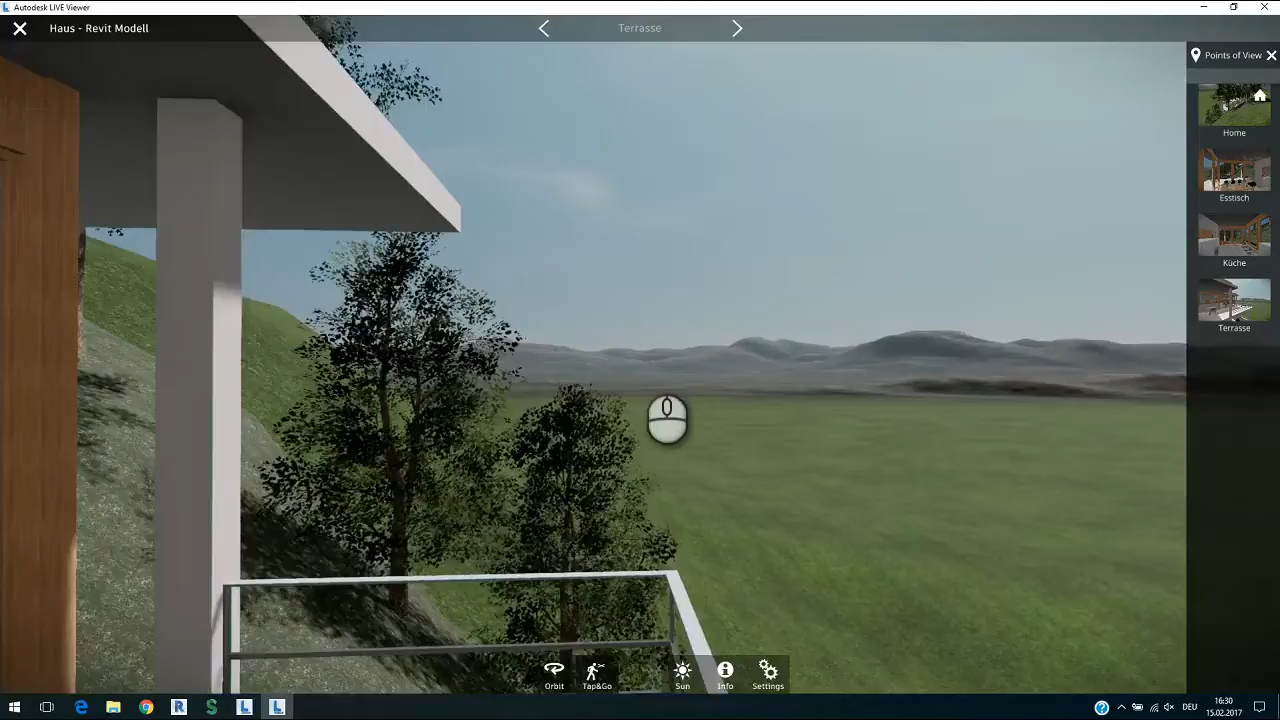 Autodesk LIVE Viewer
Haus - Revit Modell
Terrasse
Points of View
Home
Esstisch
Küche
Terrasse
Orbit
Tap&Go
Sun
Info
Settings
DEU
16:30
15.02.2017